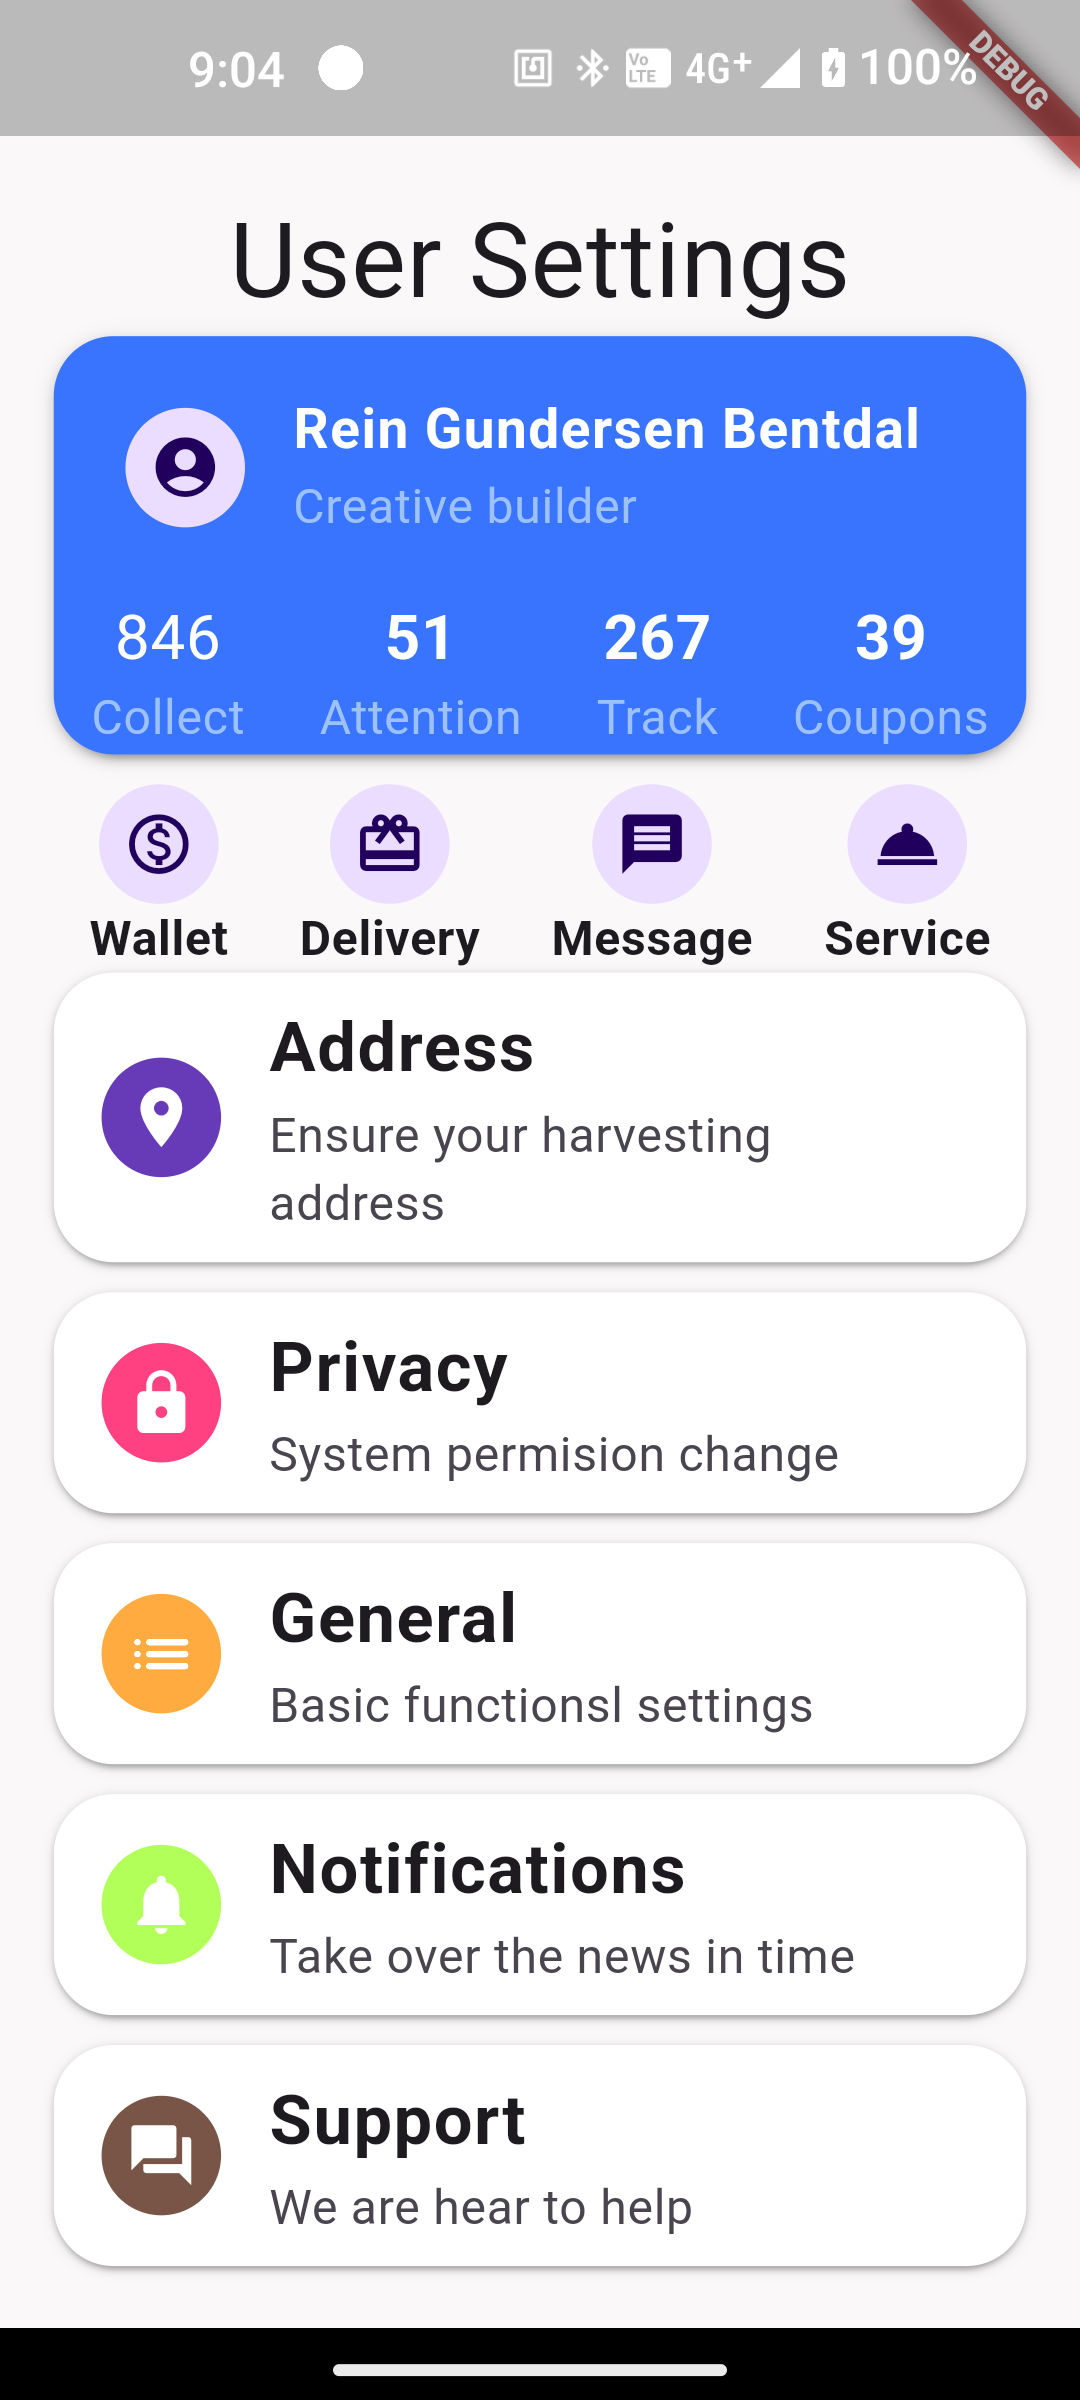 9:04 Vo LTE 4G+ 100%
DEBUG
User Settings
Rein Gundersen Bentdal
Creative builder
846 51 267 39
Collect Attention Track Coupons
Wallet Delivery Message Service
Address
Ensure your harvesting
address
Privacy
System permision change
General
Basic functionsl settings
Notifications
Take over the news in time
Support
We are hear to help